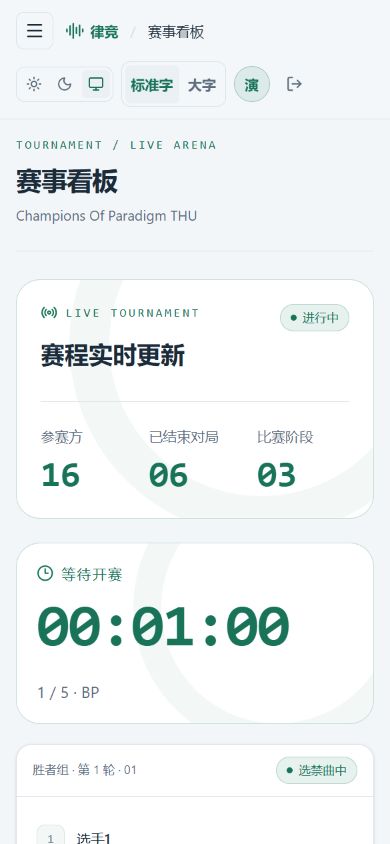 律竞 / 赛事看板
标准字 大字 演
TOURNAMENT / LIVE ARENA
赛事看板
Champions Of Paradigm THU
LIVE TOURNAMENT
进行中
赛程实时更新
参赛方 已结束对局 比赛阶段
16 06 03
等待开赛
00:01:00
1 / 5 · BP
胜者组 · 第 1 轮 · 01
选禁曲中
1 选手1